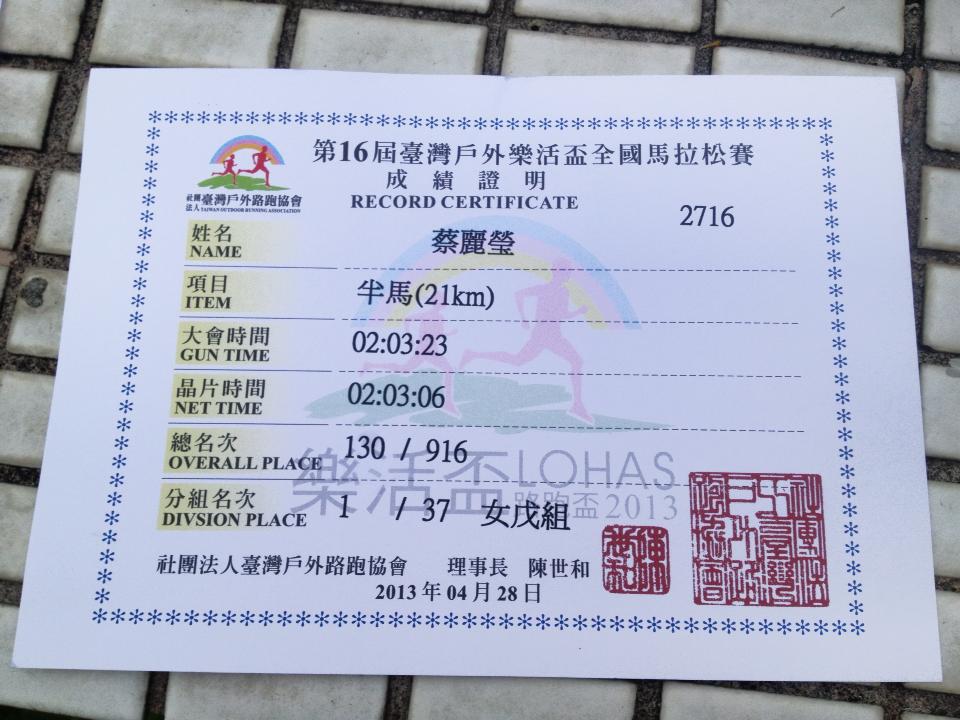 第16屆臺灣戶外樂活盃全國馬拉松賽
成績證明
RECORD CERTIFICATE
社團法人 臺灣戶外路跑協會
TAIWAN OUTDOOR RUNNING ASSOCIATION
2716
姓名 蔡麗瑩
NAME
項目 半馬(21km)
ITEM
大會時間 02:03:23
GUN TIME
晶片時間 02:03:06
NET TIME
總名次 130 / 916
OVERALL PLACE
樂活盃LOHAS
路跑盃2013
分組名次 1 / 37 女戊組
DIVSION PLACE
社團法人臺灣戶外路跑協會 理事長 陳世和
2013年04月28日